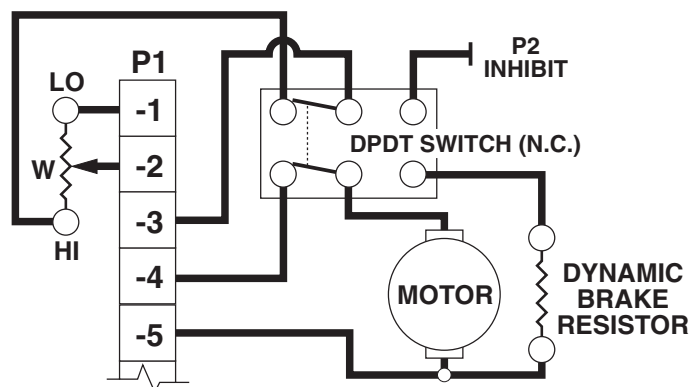 P1
P2
INHIBIT
LO
-1
DPDT SWITCH (N.C.)
W
-2
-3
HI
-4
MOTOR
DYNAMIC
BRAKE
RESISTOR
-5